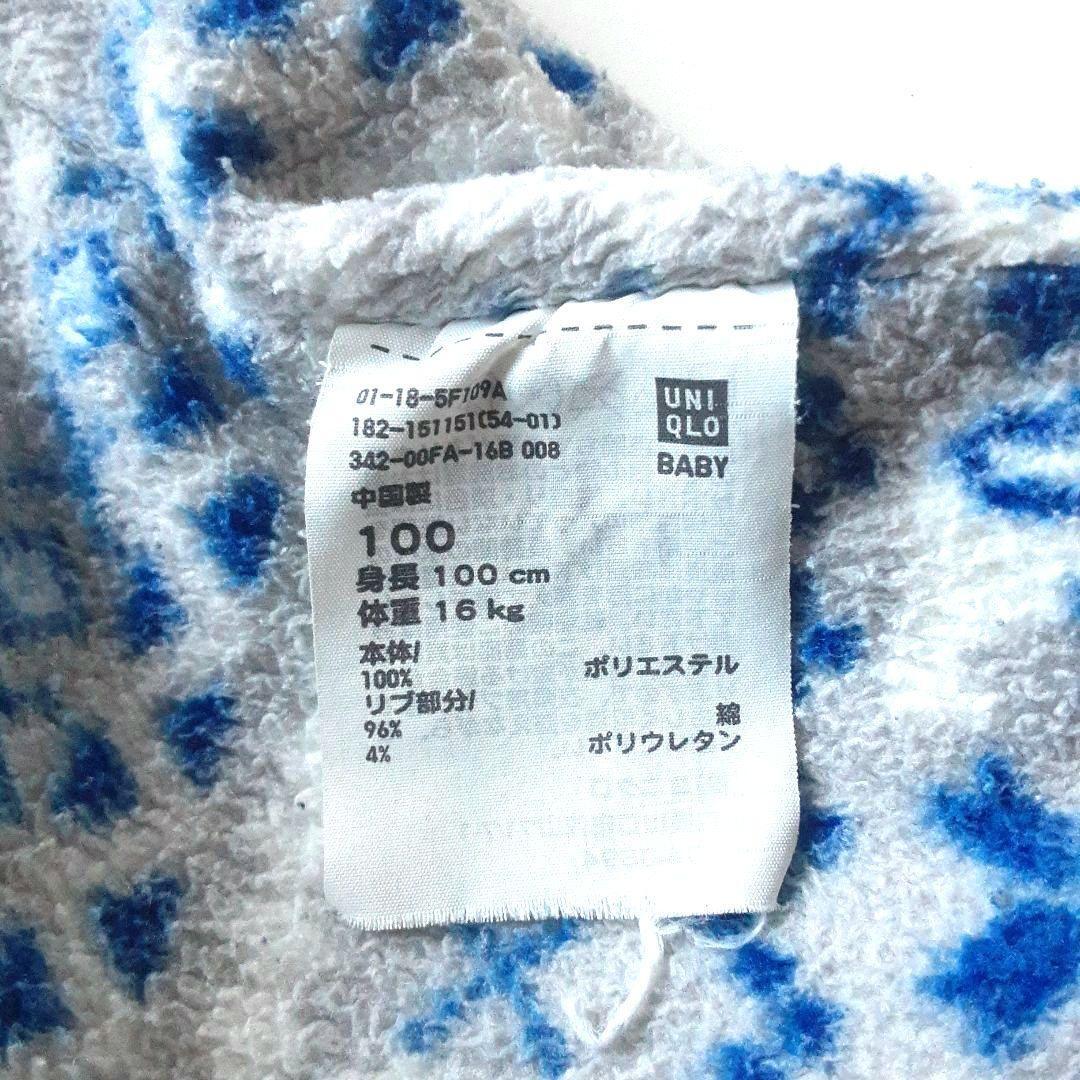 01-18-5F109A
182-151151(54-01)
342-00FA-16B 008
UNI
QLO
BABY
中国製
100
身長 100 cm
体重 16 kg
本体/
100% ポリエステル
リブ部分/
96% 綿
4% ポリウレタン